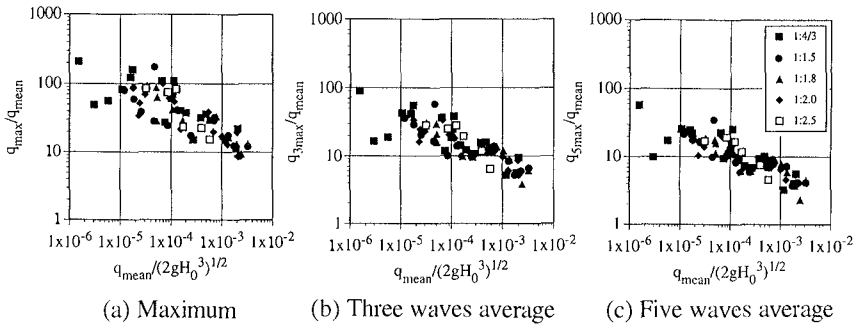 1000
100
10
1
q_max/q_mean
1x10^-6 1x10^-5 1x10^-4 1x10^-3 1x10^-2
q_mean/(2gH_0^3)^1/2
(a) Maximum
1000
100
10
1
q_3max/q_mean
1x10^-6 1x10^-5 1x10^-4 1x10^-3 1x10^-2
q_mean/(2gH_0^3)^1/2
(b) Three waves average
1000
100
10
1
q_5max/q_mean
1:4/3
1:1.5
1:1.8
1:2.0
1:2.5
1x10^-6 1x10^-5 1x10^-4 1x10^-3 1x10^-2
q_mean/(2gH_0^3)^1/2
(c) Five waves average